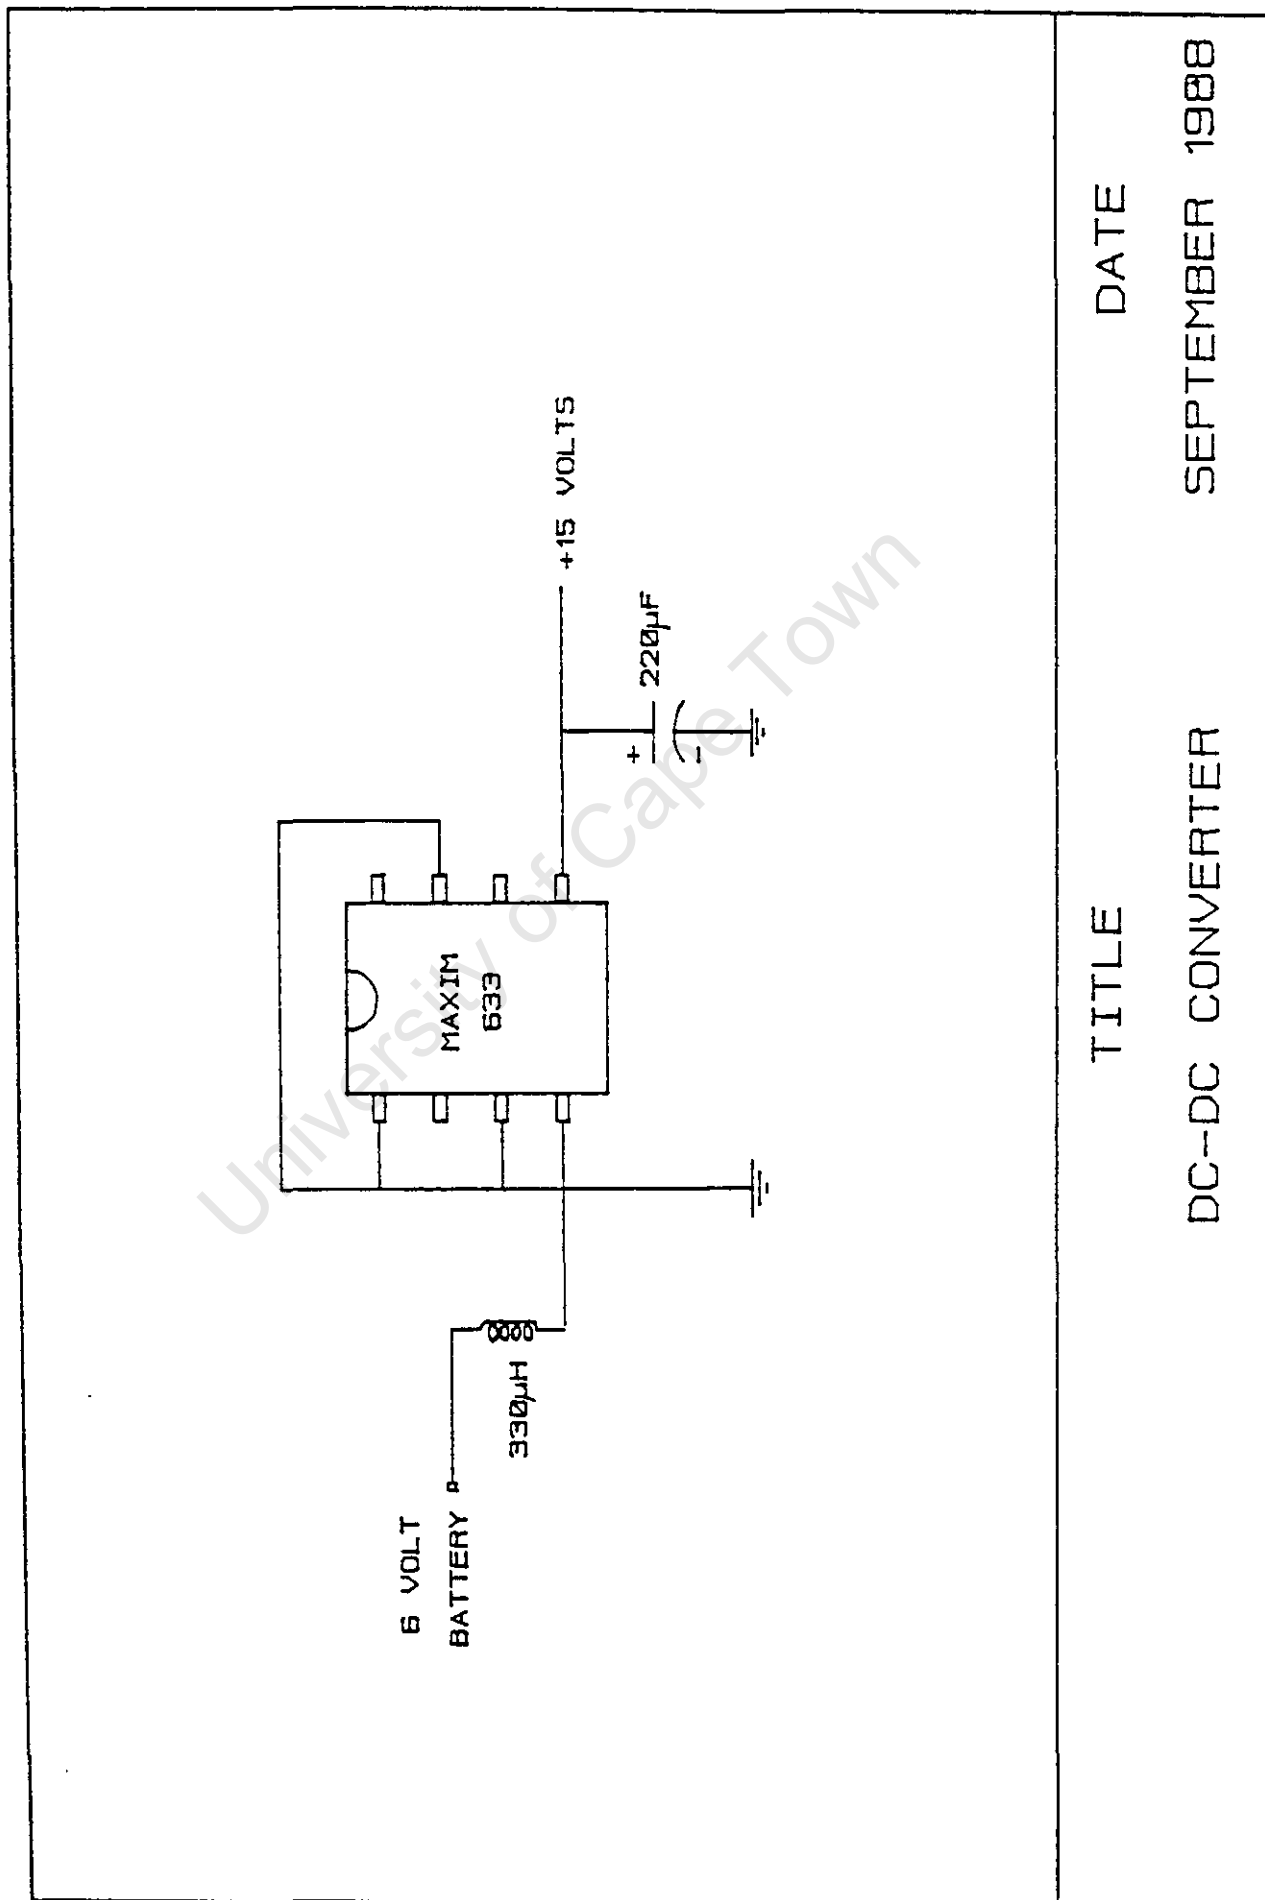 6 VOLT
BATTERY
330µH
MAXIM
633
+15 VOLTS
+
220µF
-
University of Cape Town
TITLE
DATE
DC-DC CONVERTER
SEPTEMBER 1988